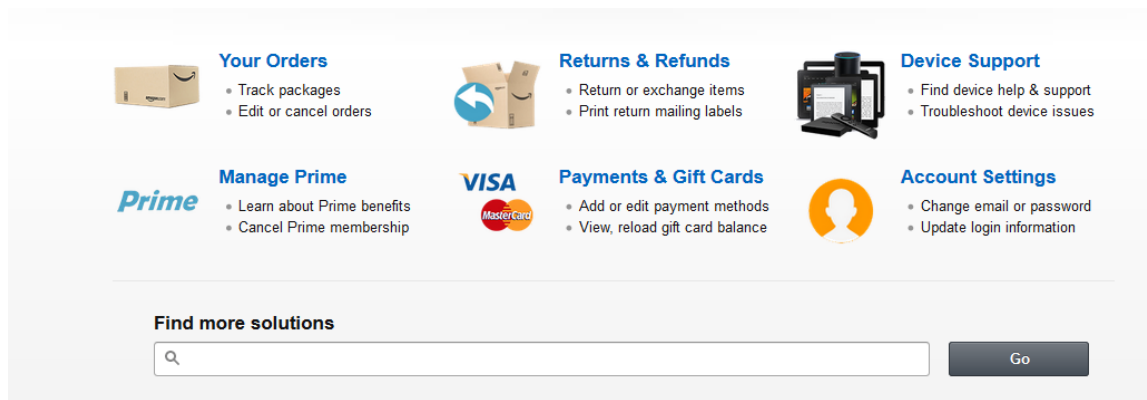 Your Orders
Track packages
Edit or cancel orders
Returns & Refunds
Return or exchange items
Print return mailing labels
Device Support
Find device help & support
Troubleshoot device issues
Prime
Manage Prime
Learn about Prime benefits
Cancel Prime membership
VISA
MasterCard
Payments & Gift Cards
Add or edit payment methods
View, reload gift card balance
Account Settings
Change email or password
Update login information
Find more solutions
Go